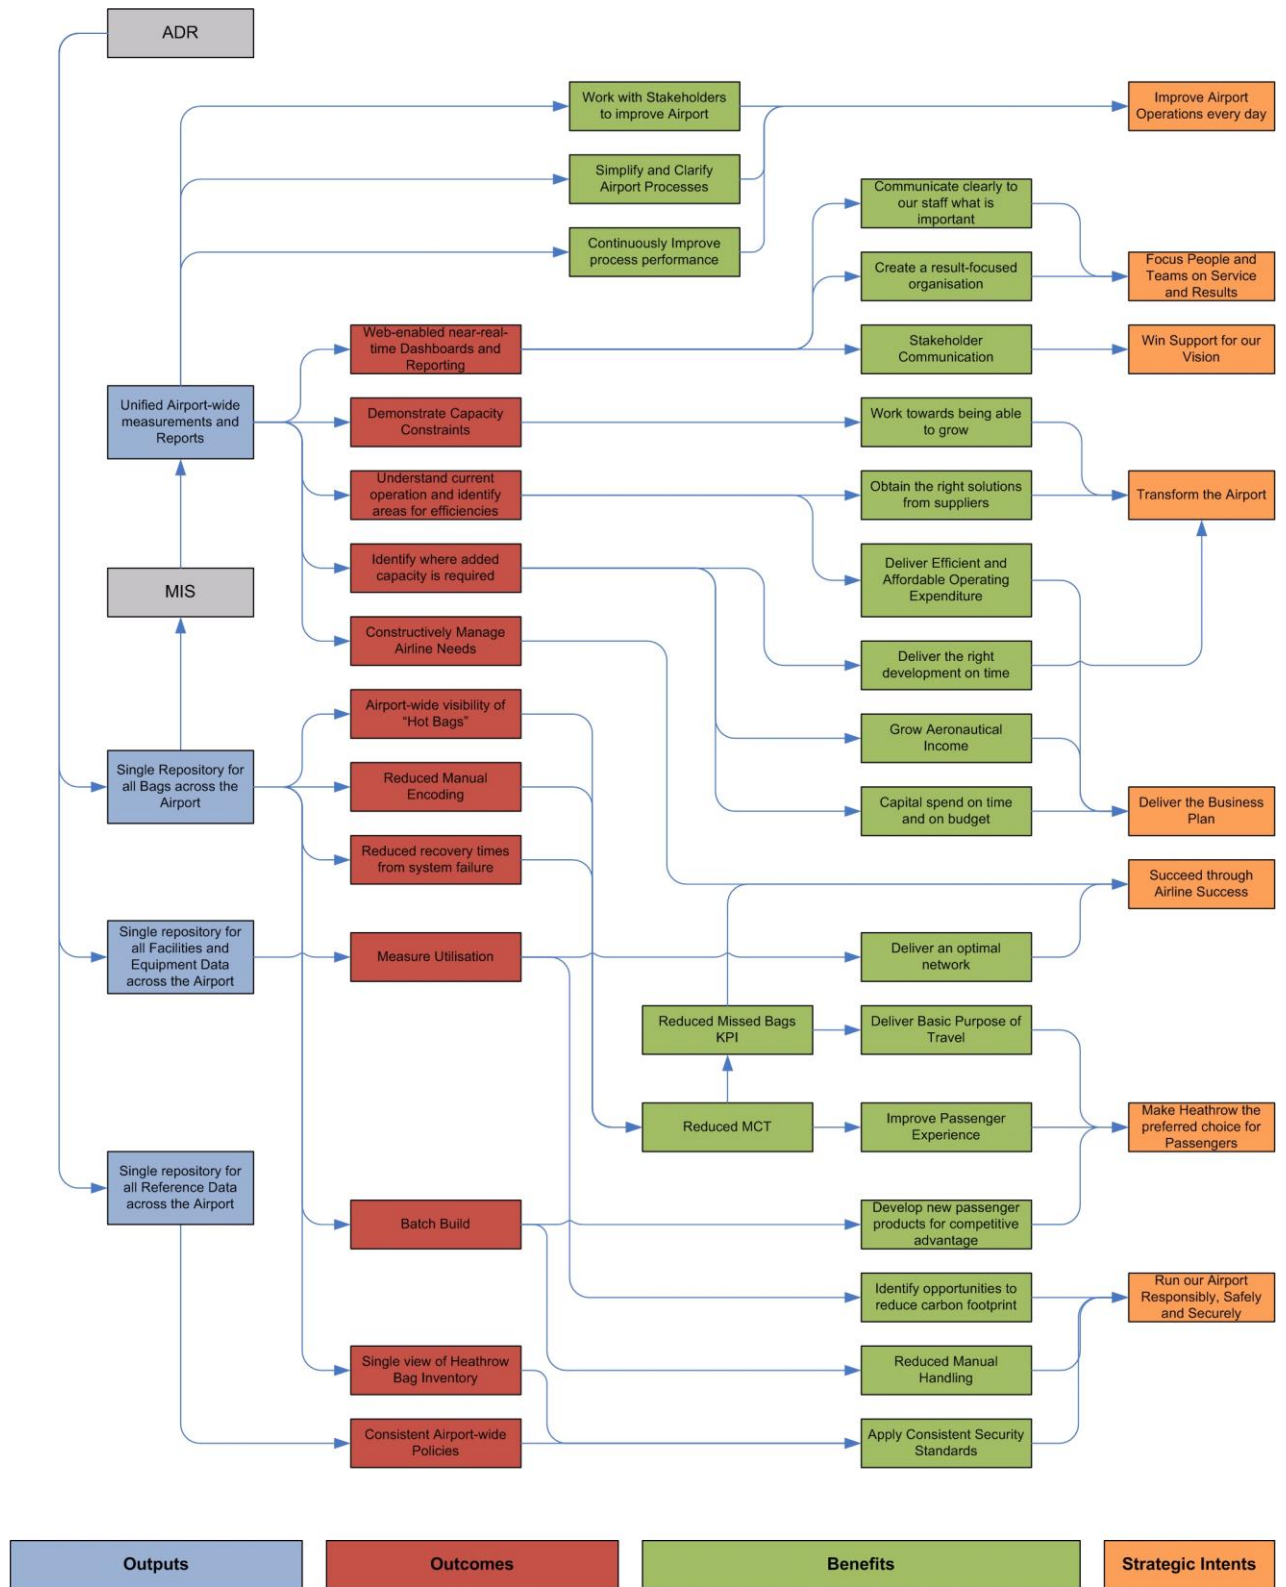 ADR
Work with Stakeholders
to improve Airport
Improve Airport
Operations every day
Simplify and Clarify
Airport Processes
Communicate clearly to
our staff what is
important
Continuously Improve
process performance
Create a result-focused
organisation
Focus People and
Teams on Service
and Results
Web-enabled near-real-
time Dashboards and
Reporting
Stakeholder
Communication
Win Support for our
Vision
Unified Airport-wide
measurements and
Reports
Demonstrate Capacity
Constraints
Work towards being able
to grow
Understand current
operation and identify
areas for efficiencies
Obtain the right solutions
from suppliers
Transform the Airport
MIS
Identify where added
capacity is required
Deliver Efficient and
Affordable Operating
Expenditure
Constructively Manage
Airline Needs
Deliver the right
development on time
Airport-wide visibility of
“Hot Bags”
Grow Aeronautical
Income
Single Repository for
all Bags across the
Airport
Reduced Manual
Encoding
Capital spend on time
and on budget
Deliver the Business
Plan
Reduced recovery times
from system failure
Succeed through
Airline Success
Single repository for
all Facilities and
Equipment Data
across the Airport
Measure Utilisation
Deliver an optimal
network
Reduced Missed Bags
KPI
Deliver Basic Purpose of
Travel
Reduced MCT
Improve Passenger
Experience
Make Heathrow the
preferred choice for
Passengers
Single repository for
all Reference Data
across the Airport
Batch Build
Develop new passenger
products for competitive
advantage
Identify opportunities to
reduce carbon footprint
Run our Airport
Responsibly, Safely
and Securely
Single view of Heathrow
Bag Inventory
Reduced Manual
Handling
Consistent Airport-wide
Policies
Apply Consistent Security
Standards
Outputs
Outcomes
Benefits
Strategic Intents